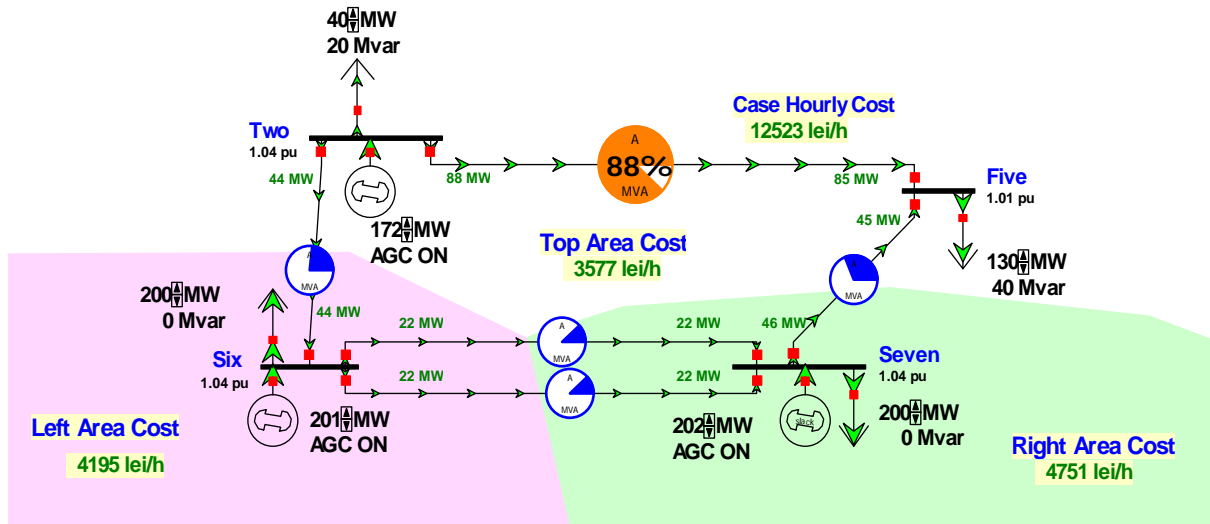 40 MW
20 Mvar
Case Hourly Cost
12523 lei/h
Two
1.04 pu
A
88%
MVA
44 MW
88 MW
85 MW
Five
1.01 pu
172 MW
AGC ON
45 MW
Top Area Cost
3577 lei/h
A
MVA
A
MVA
130 MW
40 Mvar
200 MW
0 Mvar
44 MW
22 MW
A
MVA
22 MW
46 MW
Six
1.04 pu
22 MW
A
MVA
22 MW
Seven
1.04 pu
201 MW
AGC ON
202 MW
AGC ON
slack
200 MW
0 Mvar
Left Area Cost
4195 lei/h
Right Area Cost
4751 lei/h